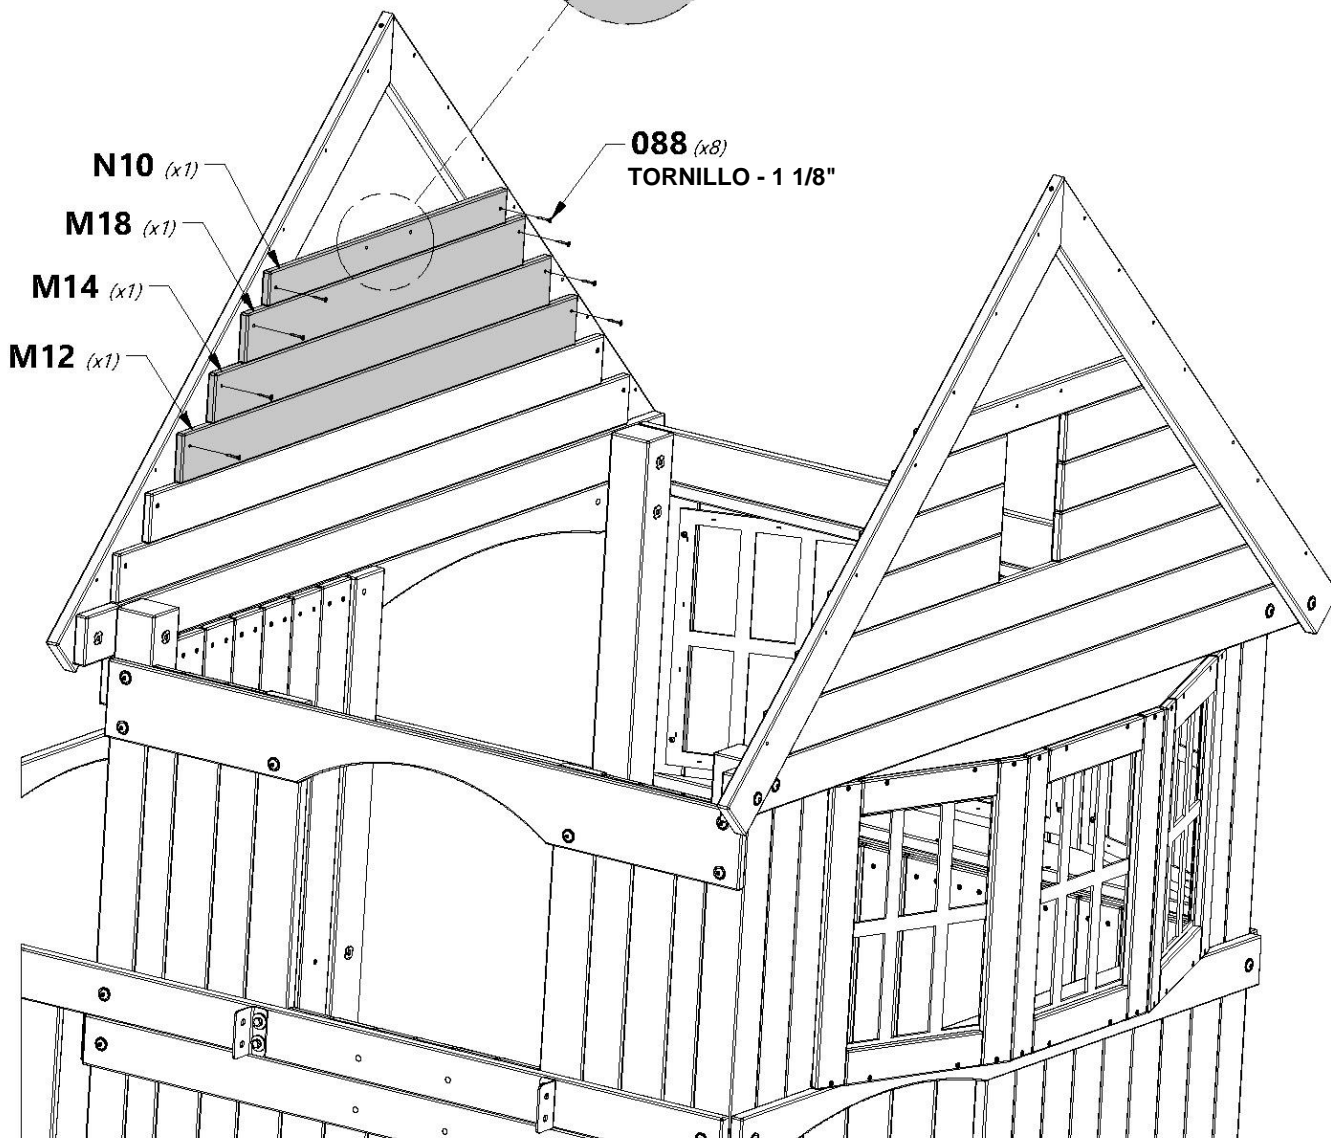 088 (x8)
TORNILLO - 1 1/8"
N10 (x1)
M18 (x1)
M14 (x1)
M12 (x1)